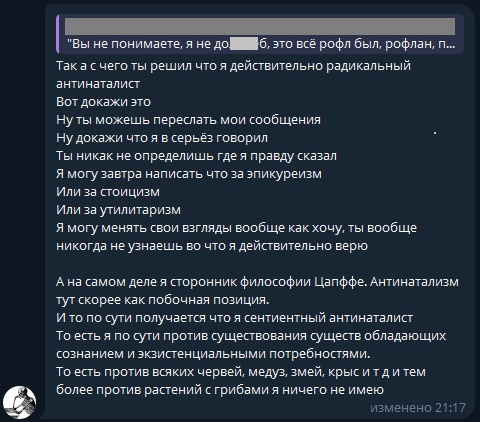 "Вы не понимаете, я не до б, это всё рофл был, рофлан, п...
Так а с чего ты решил что я действительно радикальный
антинаталист
Вот докажи это
Ну ты можешь переслать мои сообщения
Ну докажи что я в серьёз говорил
Ты никак не определишь где я правду сказал
Я могу завтра написать что за эпикуреизм
Или за стоицизм
Или за утилитаризм
Я могу менять свои взгляды вообще как хочу, ты вообще
никогда не узнаешь во что я действительно верю
А на самом деле я сторонник философии Цапффе. Антинатализм
тут скорее как побочная позиция.
И то по сути получается что я сентиентный антинаталист
То есть я по сути против существования существ обладающих
сознанием и экзистенциальными потребностями.
То есть против всяких червей, медуз, змей, крыс и т д и тем
более против растений с грибами я ничего не имею
изменено 21:17